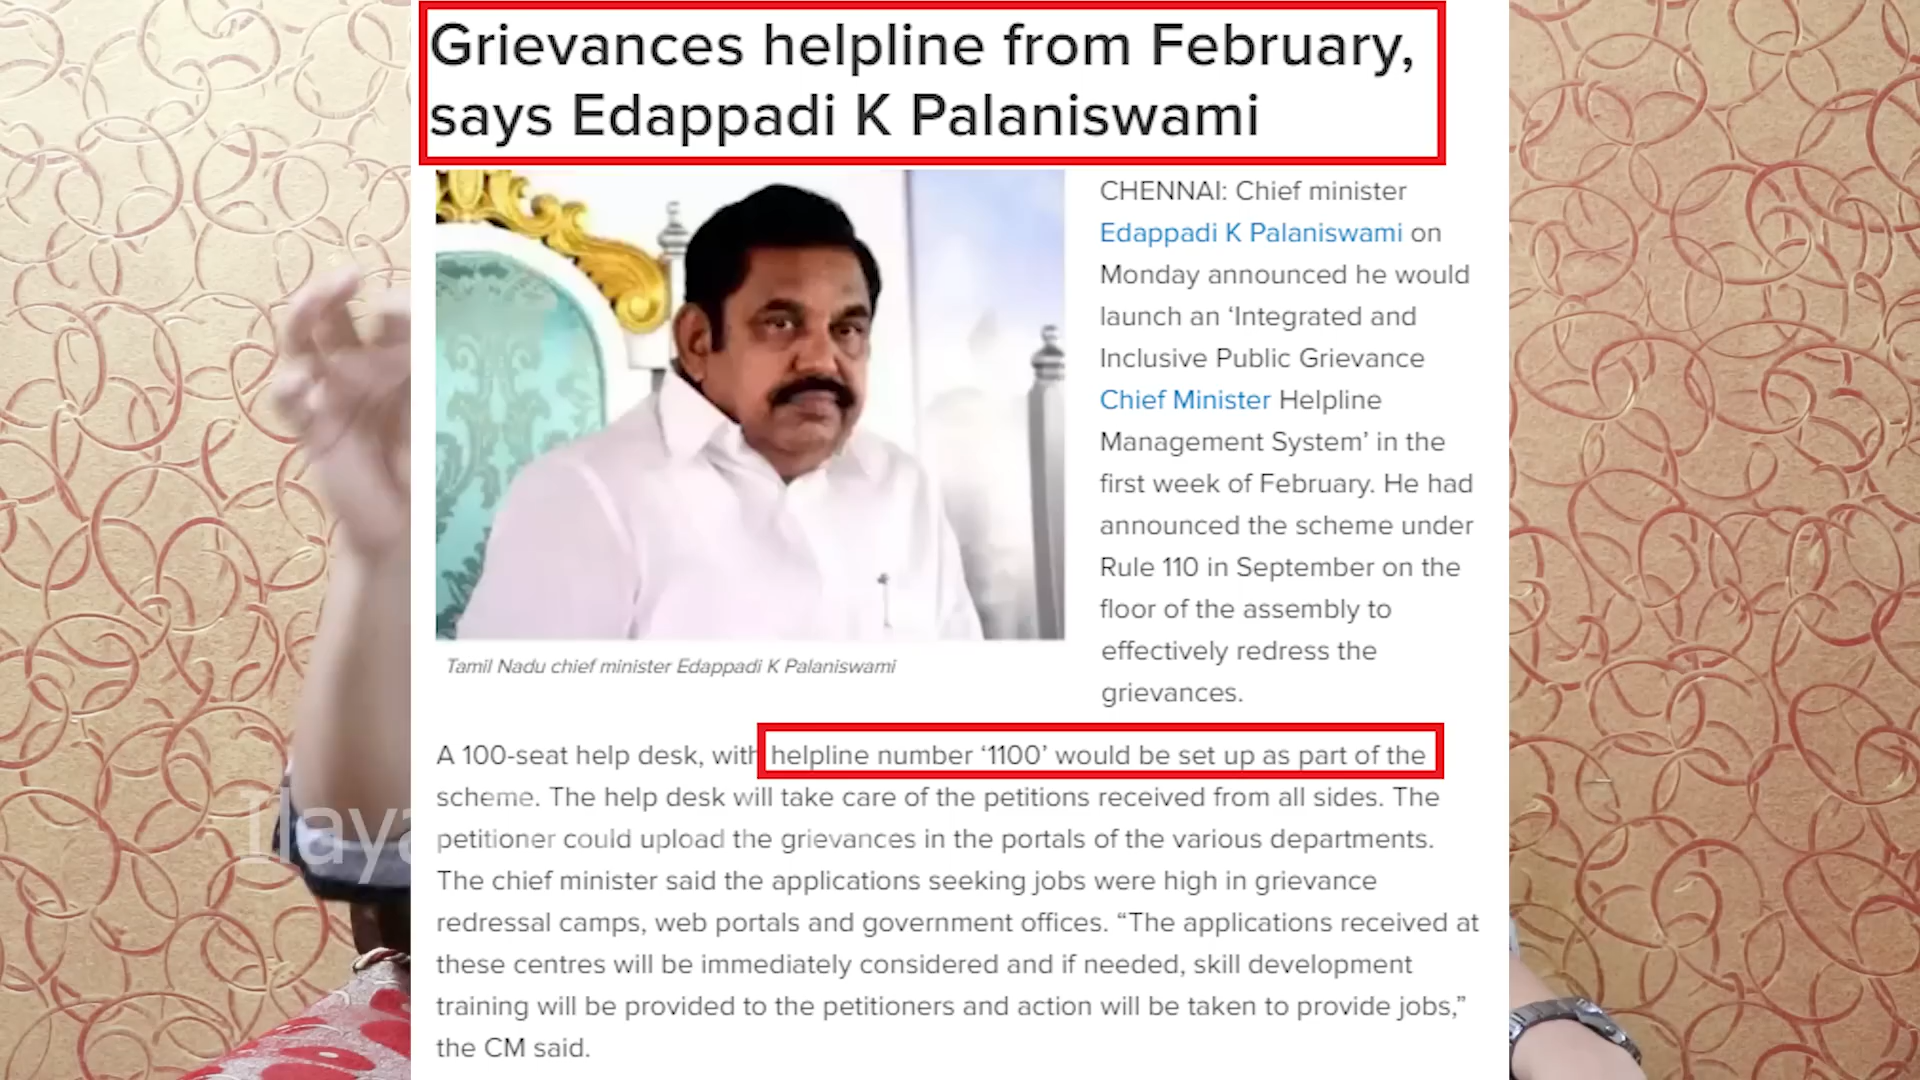 Grievances helpline from February,
says Edappadi K Palaniswami
CHENNAI: Chief minister
Edappadi K Palaniswami on
Monday announced he would
launch an ‘Integrated and
Inclusive Public Grievance
Chief Minister Helpline
Management System’ in the
first week of February. He had
announced the scheme under
Rule 110 in September on the
floor of the assembly to
effectively redress the
grievances.
Tamil Nadu chief minister Edappadi K Palaniswami
A 100-seat help desk, with helpline number ‘1100’ would be set up as part of the
scheme. The help desk will take care of the petitions received from all sides. The
petitioner could upload the grievances in the portals of the various departments.
The chief minister said the applications seeking jobs were high in grievance
redressal camps, web portals and government offices. “The applications received at
these centres will be immediately considered and if needed, skill development
training will be provided to the petitioners and action will be taken to provide jobs,”
the CM said.